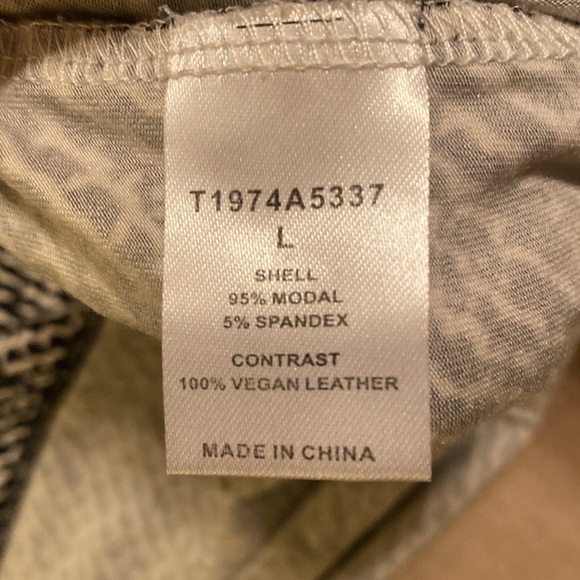 T1974A5337
L
SHELL
95% MODAL
5% SPANDEX
CONTRAST
100% VEGAN LEATHER
MADE IN CHINA